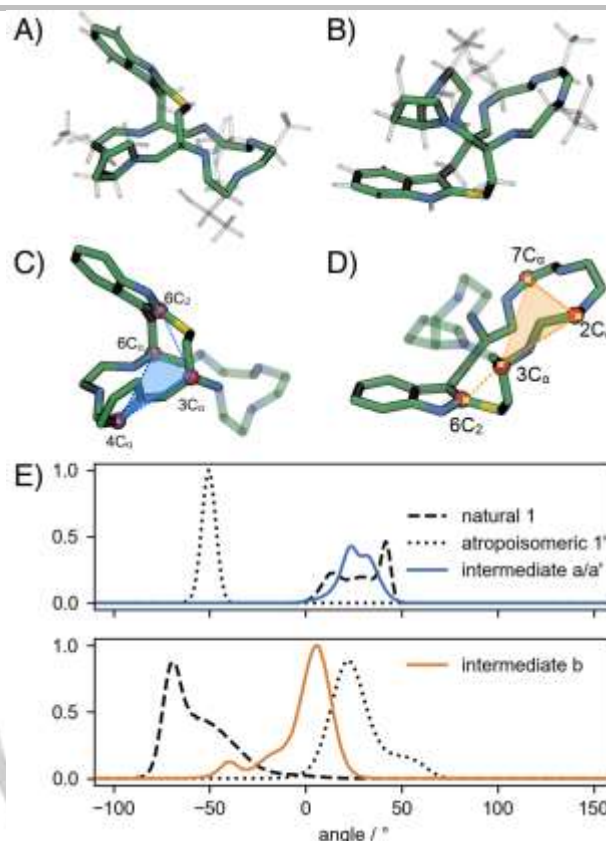 A)
B)
C)
D)
7Cα
6C2
2C
6Cα
3Cα
3Cα
4Cα
6C2
E)
1.0
natural 1
0.5
atropoisomeric 1'
intermediate a/a'
0.0
1.0
intermediate b
0.5
0.0
−100
−50
0
50
100
150
angle / °